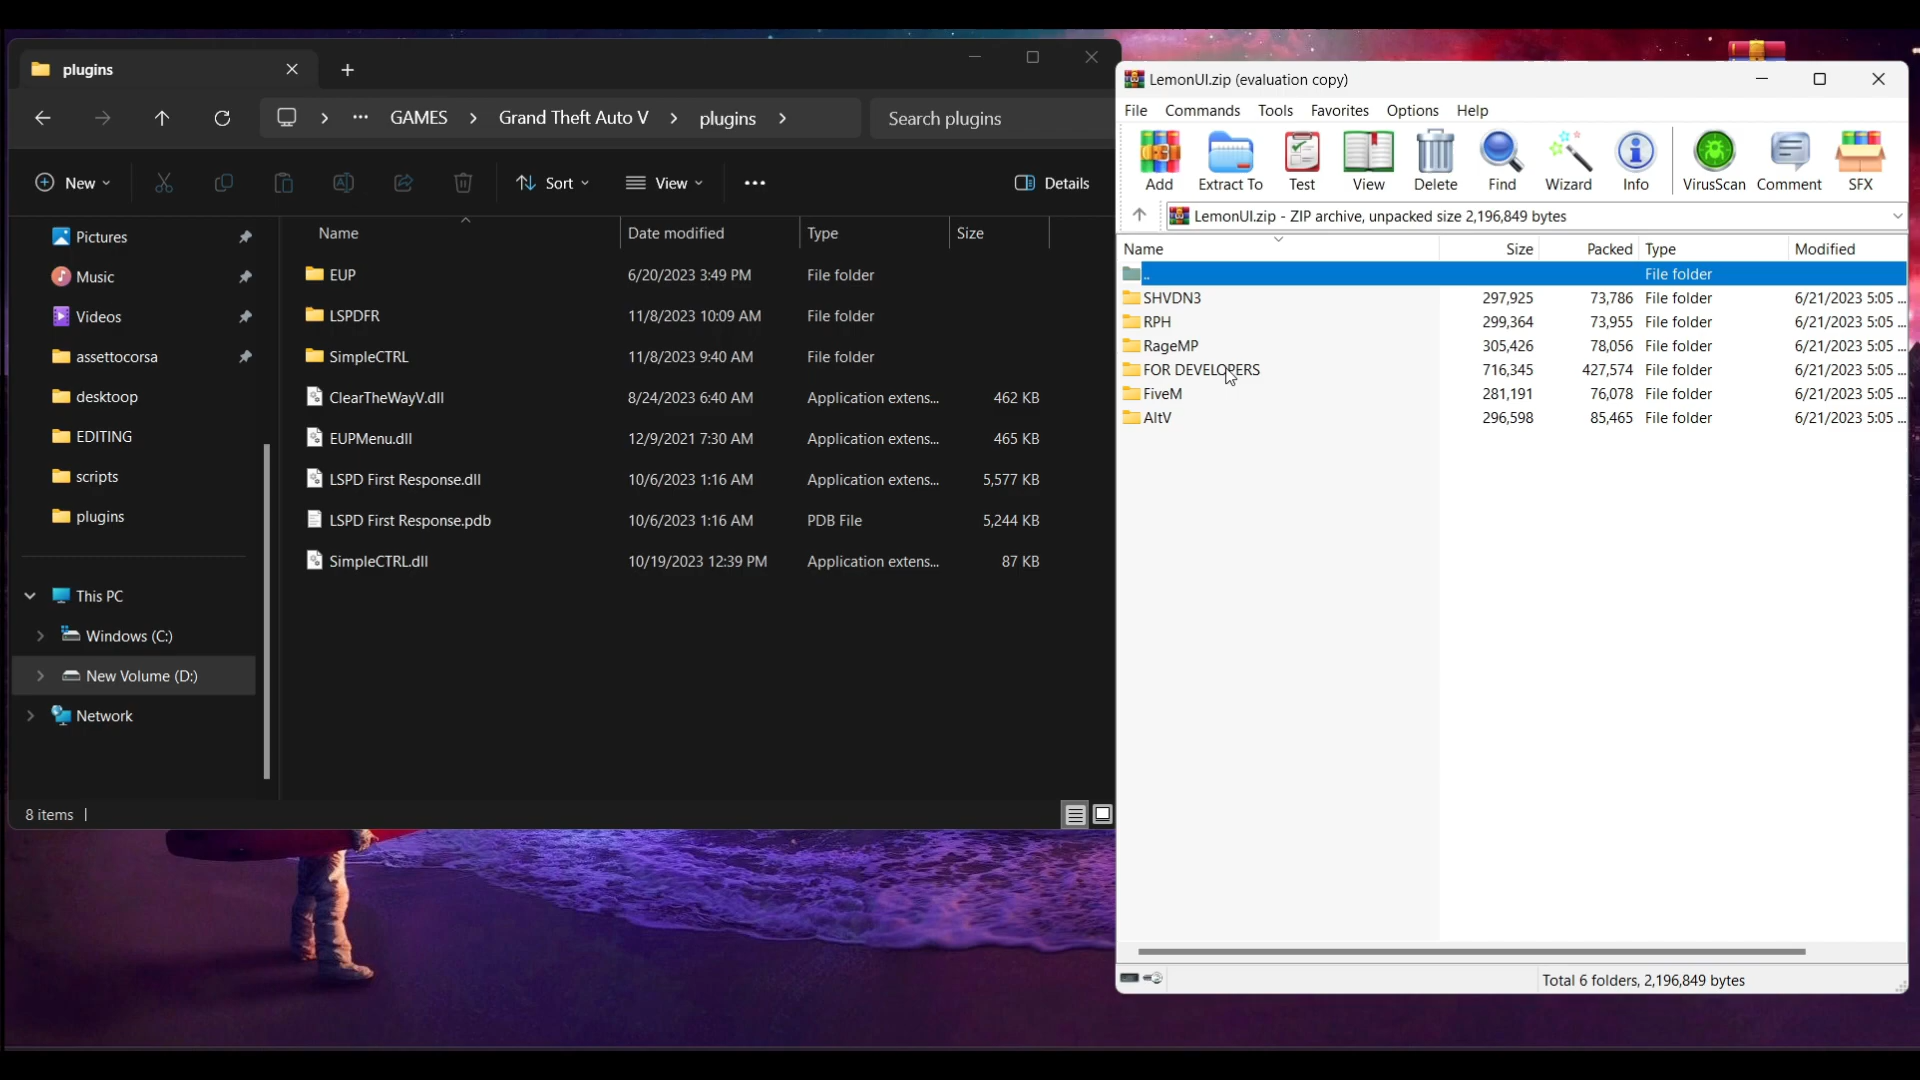 plugins
GAMES > Grand Theft Auto V > plugins >
Search plugins
New
Sort
View
Details
Name Date modified Type Size
Pictures
Music
Videos
assettocorsa
desktoop
EDITING
scripts
plugins
This PC
Windows (C:)
New Volume (D:)
Network
EUP 6/20/2023 3:49 PM File folder
LSPDFR 11/8/2023 10:09 AM File folder
SimpleCTRL 11/8/2023 9:40 AM File folder
ClearTheWayV.dll 8/24/2023 6:40 AM Application extens... 462 KB
EUPMenu.dll 12/9/2021 7:30 AM Application extens... 465 KB
LSPD First Response.dll 10/6/2023 1:16 AM Application extens... 5,577 KB
LSPD First Response.pdb 10/6/2023 1:16 AM PDB File 5,244 KB
SimpleCTRL.dll 10/19/2023 12:39 PM Application extens... 87 KB
8 items
LemonUI.zip (evaluation copy)
File Commands Tools Favorites Options Help
Add Extract To Test View Delete Find Wizard Info VirusScan Comment SFX
LemonUI.zip - ZIP archive, unpacked size 2,196,849 bytes
Name Size Packed Type Modified
.. File folder
SHVDN3 297,925 73,786 File folder 6/21/2023 5:05 ...
RPH 299,364 73,955 File folder 6/21/2023 5:05 ...
RageMP 305,426 78,056 File folder 6/21/2023 5:05 ...
FOR DEVELOPERS 716,345 427,574 File folder 6/21/2023 5:05 ...
FiveM 281,191 76,078 File folder 6/21/2023 5:05 ...
AltV 296,598 85,465 File folder 6/21/2023 5:05 ...
Total 6 folders, 2,196,849 bytes